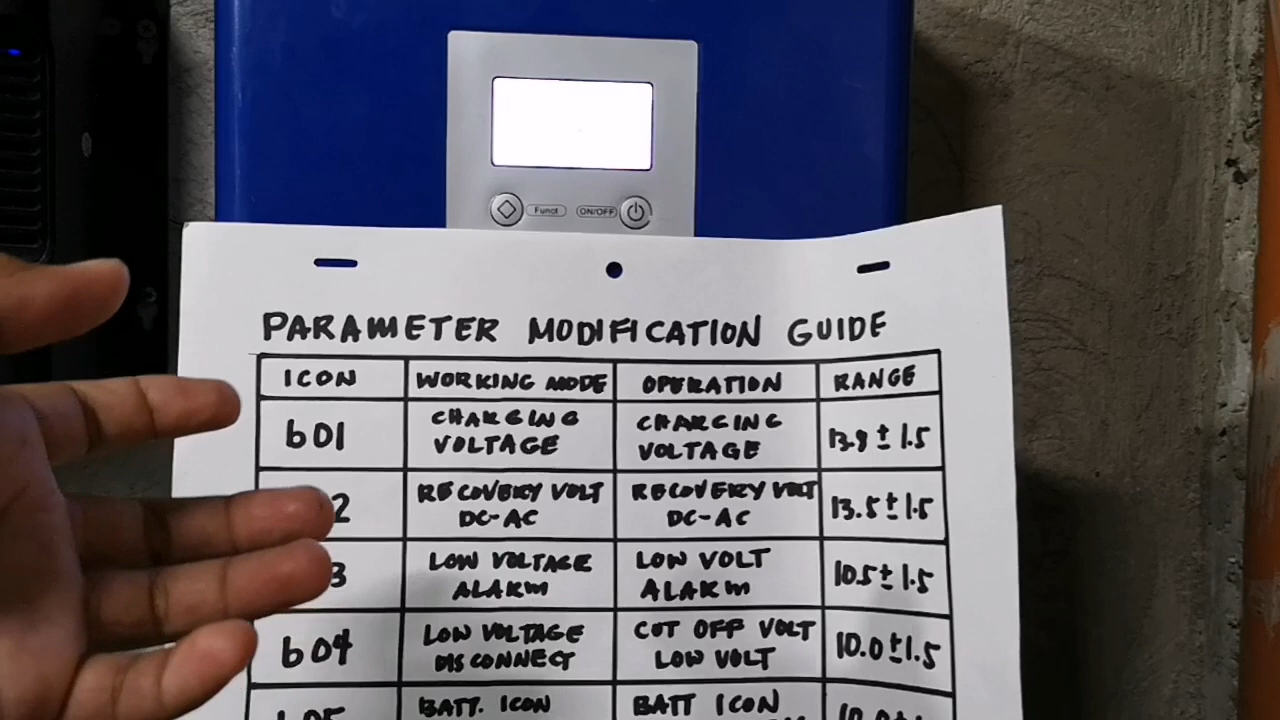 Funct ON/OFF
PARAMETER MODIFICATION GUIDE
ICON WORKING MODE OPERATION RANGE
b01 CHARGING VOLTAGE CHARGING VOLTAGE 13.8 ± 1.5
2 RECOVERY VOLT DC-AC RECOVERY VOLT DC-AC 13.5 ± 1.5
3 LOW VOLTAGE ALARM LOW VOLT ALARM 10.5 ± 1.5
b04 LOW VOLTAGE DISCONNECT CUT OFF VOLT LOW VOLT 10.0 ± 1.5
b05 BATT. ICON BATT ICON